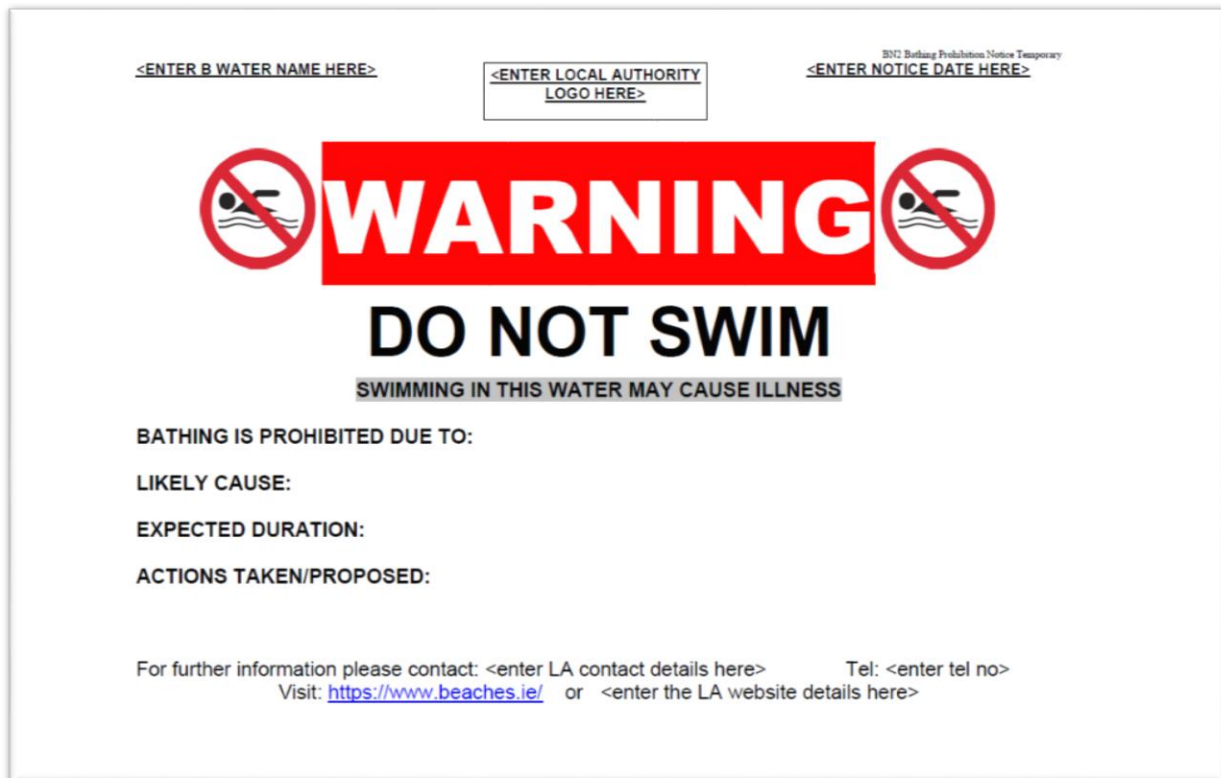 BN2 Bathing Prohibition Notice Temporary
<ENTER B WATER NAME HERE>
<ENTER LOCAL AUTHORITY
LOGO HERE>
<ENTER NOTICE DATE HERE>
WARNING
DO NOT SWIM
SWIMMING IN THIS WATER MAY CAUSE ILLNESS
BATHING IS PROHIBITED DUE TO:
LIKELY CAUSE:
EXPECTED DURATION:
ACTIONS TAKEN/PROPOSED:
For further information please contact: <enter LA contact details here> Tel: <enter tel no>
Visit: https://www.beaches.ie/ or <enter the LA website details here>